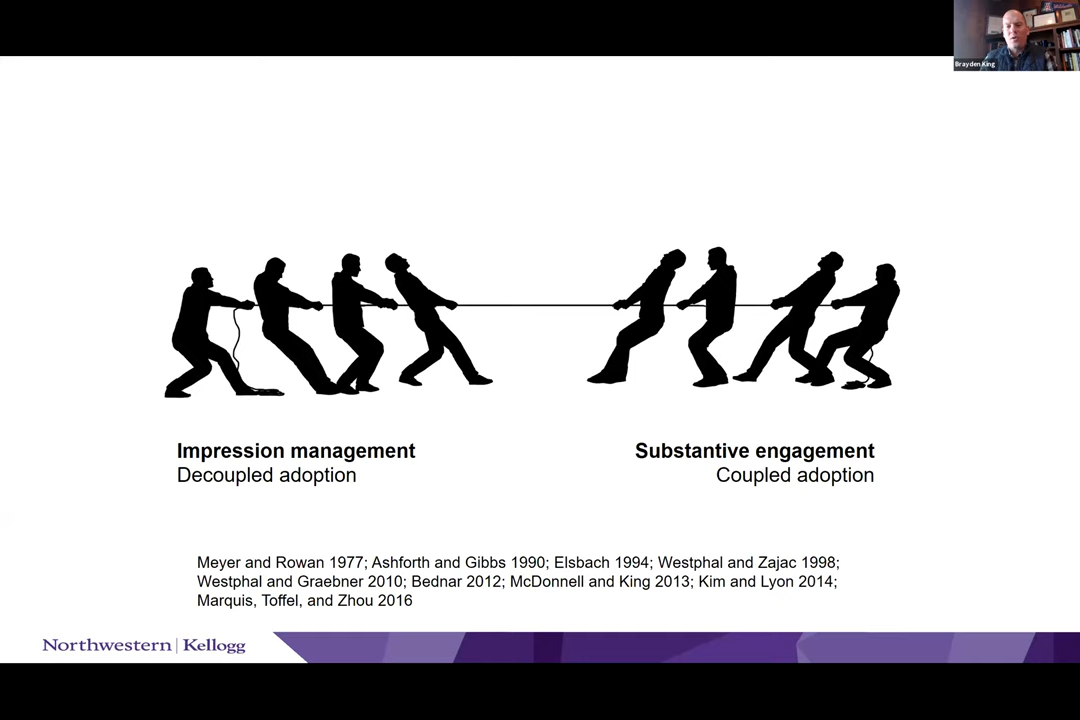 Brayden King
Impression management
Decoupled adoption
Substantive engagement
Coupled adoption
Meyer and Rowan 1977; Ashforth and Gibbs 1990; Elsbach 1994; Westphal and Zajac 1998;
Westphal and Graebner 2010; Bednar 2012; McDonnell and King 2013; Kim and Lyon 2014;
Marquis, Toffel, and Zhou 2016
Northwestern | Kellogg